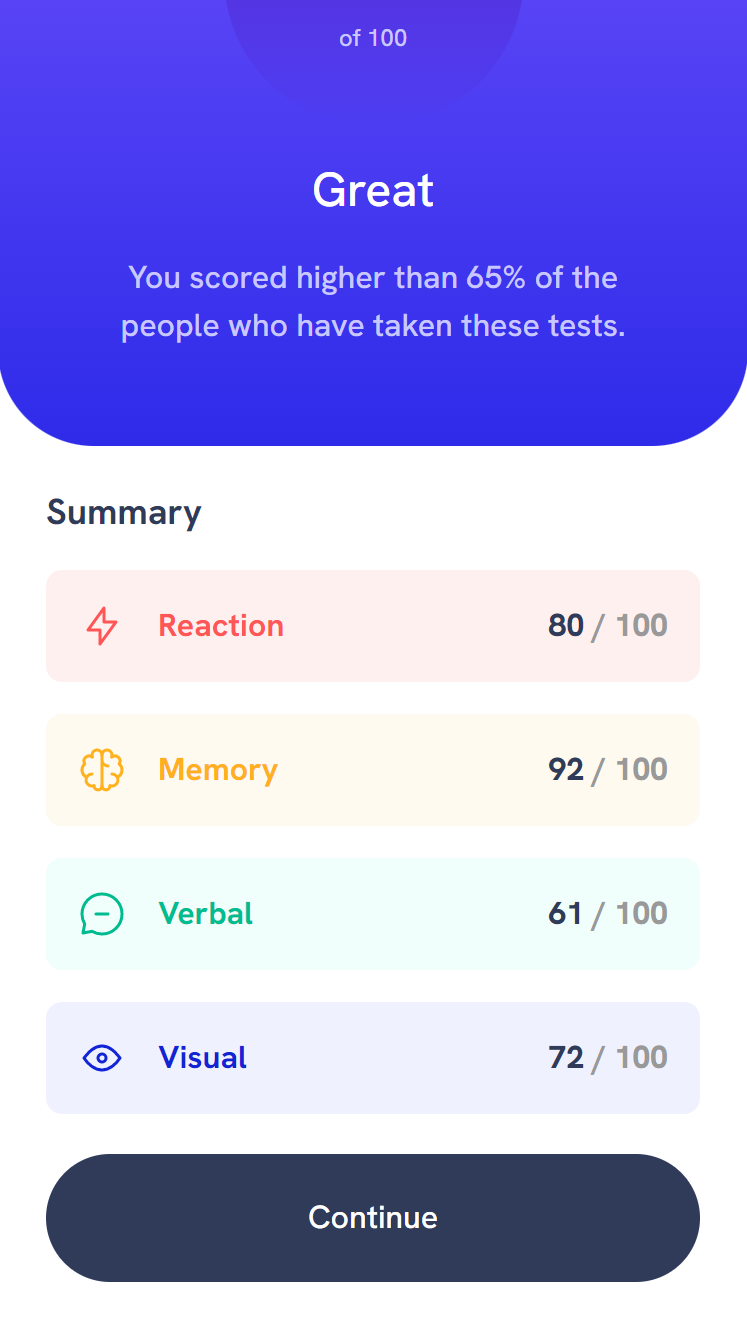 of 100
Great
You scored higher than 65% of the
people who have taken these tests.
Summary
Reaction 80 / 100
Memory 92 / 100
Verbal 61 / 100
Visual 72 / 100
Continue